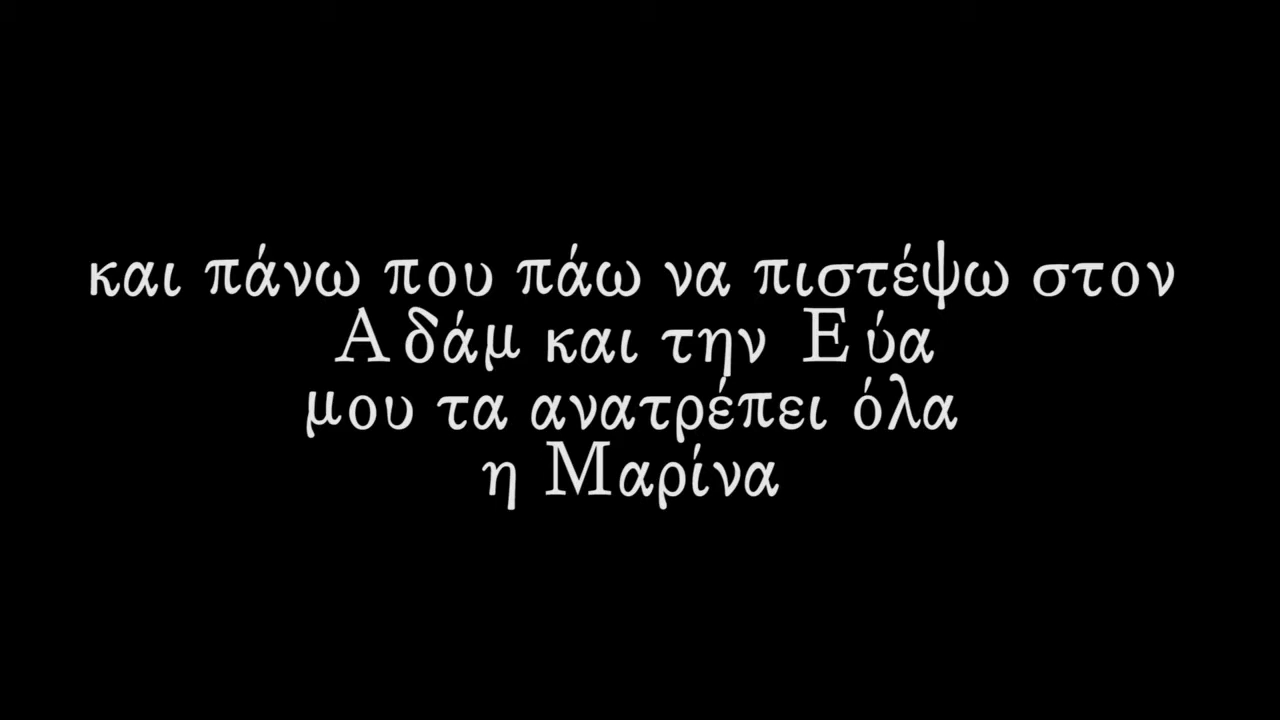 και πάνω που πάω να πιστέψω στον
Αδάμ και την Εύα
μου τα ανατρέπει όλα
η Μαρίνα